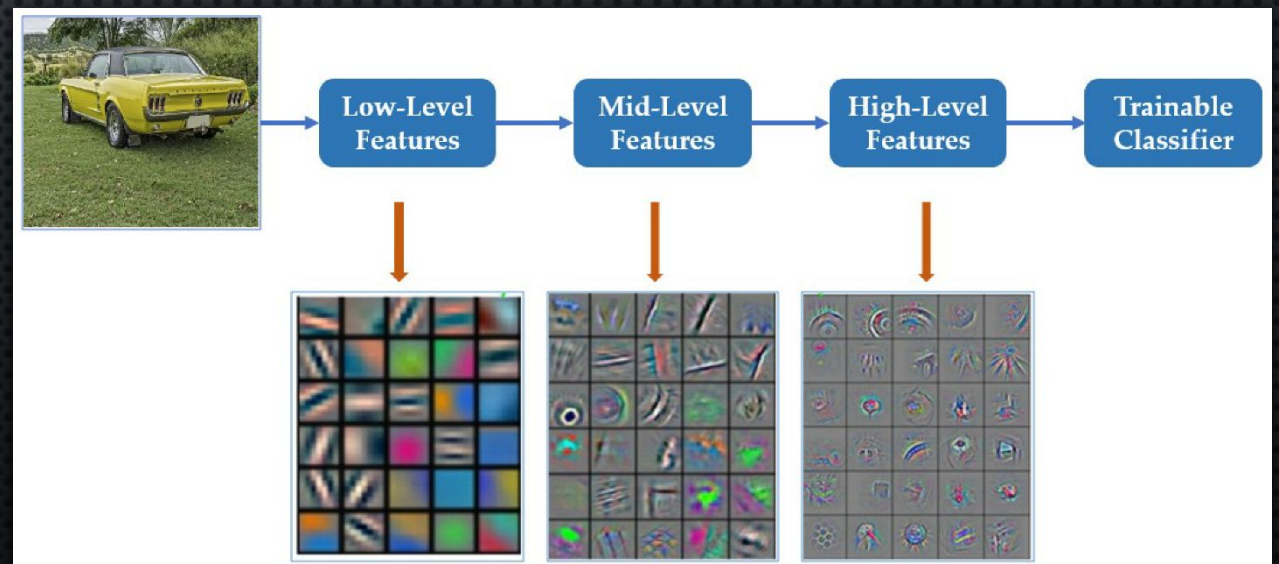 Low-Level
Features
Mid-Level
Features
High-Level
Features
Trainable
Classifier